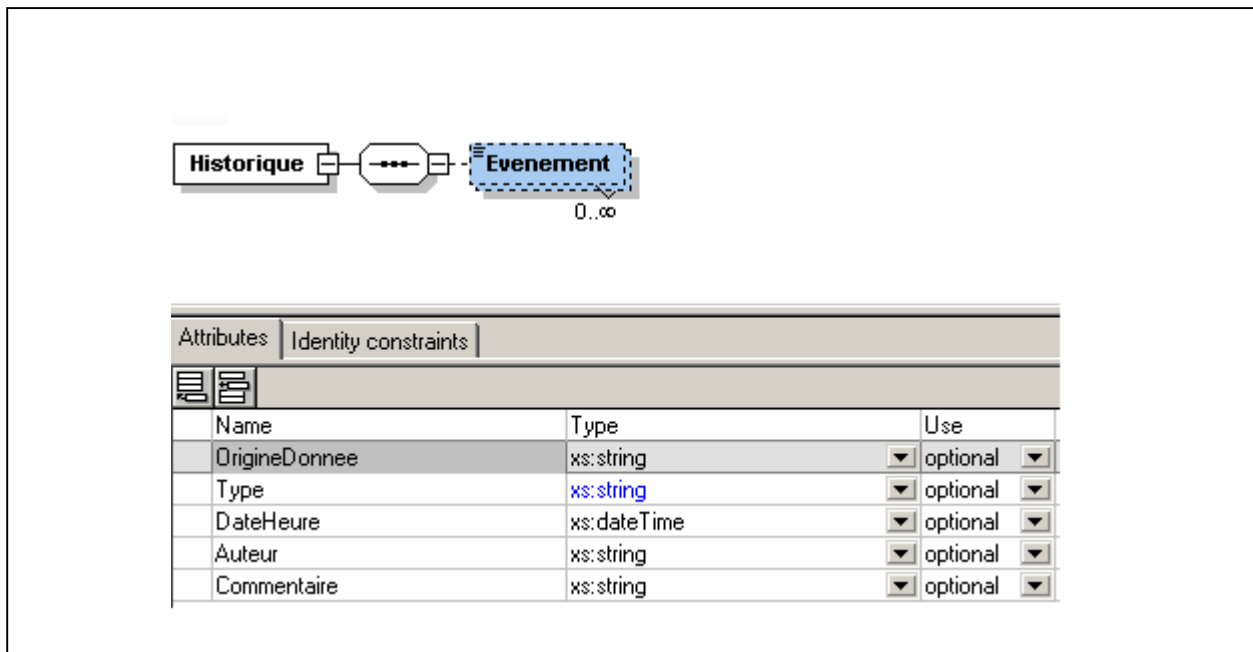 Historique
Evenement
0..∞
Attributes Identity constraints
Name Type Use
OrigineDonnee xs:string optional
Type xs:string optional
DateHeure xs:dateTime optional
Auteur xs:string optional
Commentaire xs:string optional